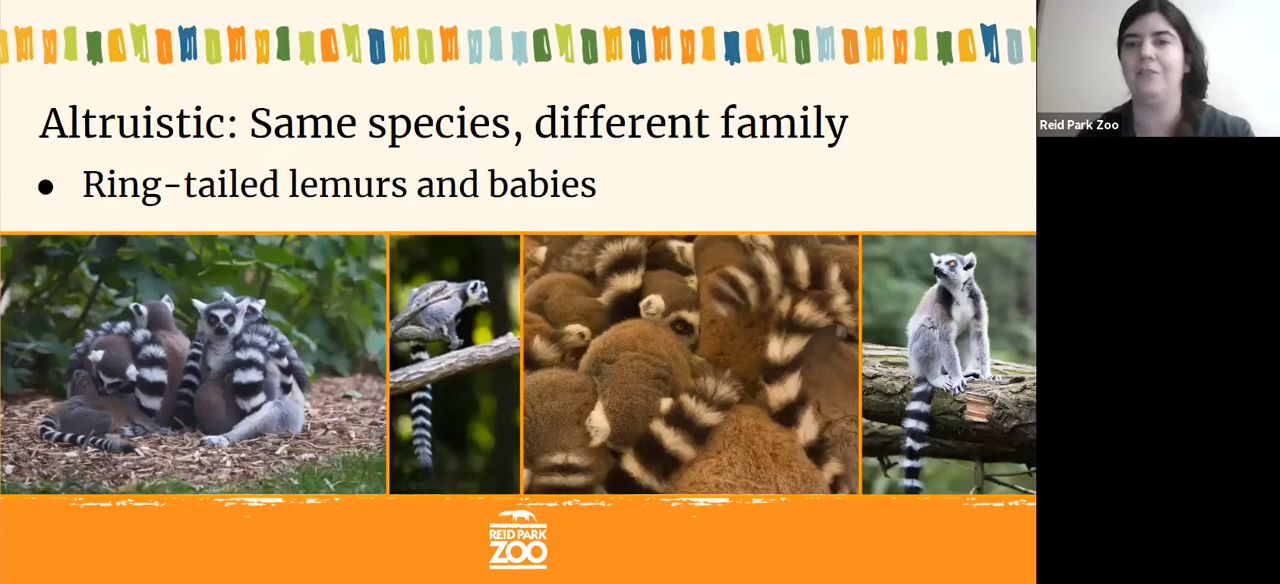 Altruistic: Same species, different family
● Ring-tailed lemurs and babies
Reid Park Zoo
REID PARK
ZOO